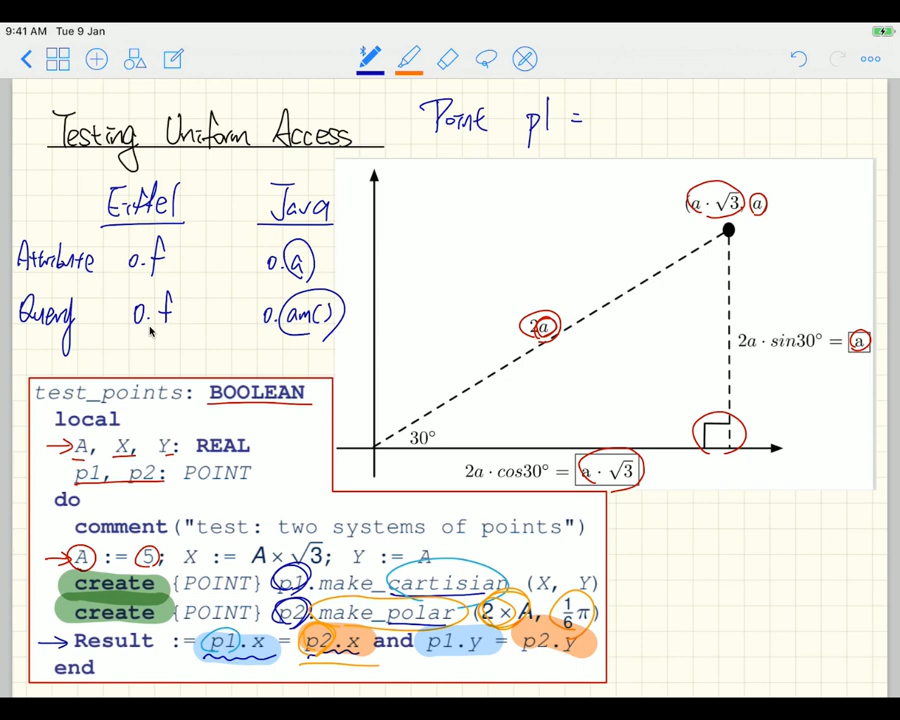 9:41 AM Tue 9 Jan
Testing Uniform Access
Point p1 =
Eiffel Java
Attribute o.f o.a
Query o.f o.am()
(a · √3, a)
2a
2a · sin30° = a
30°
2a · cos30° = a · √3
test_points: BOOLEAN
local
A, X, Y: REAL
p1, p2: POINT
do
comment("test: two systems of points")
A := 5; X := A × √3; Y := A
create {POINT} p1.make_cartisian (X, Y)
create {POINT} p2.make_polar (2 × A, 1/6 π)
Result := p1.x = p2.x and p1.y = p2.y
end